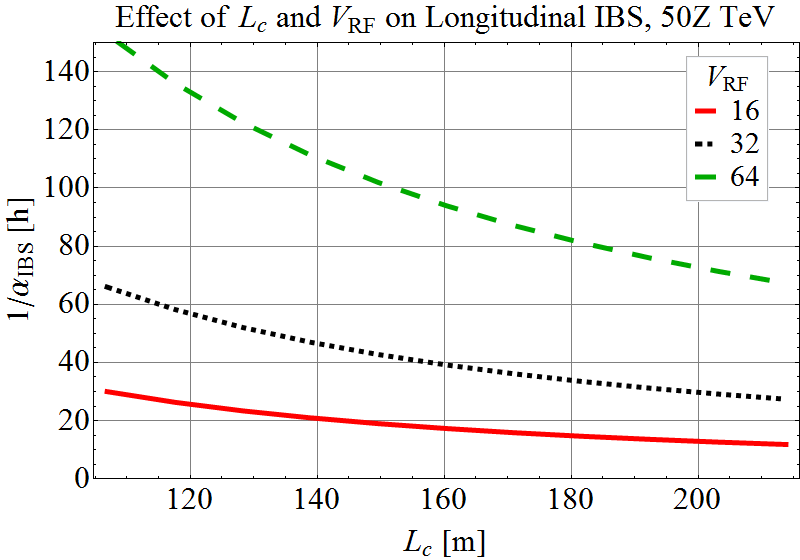 Effect of L_c and V_RF on Longitudinal IBS, 50Z TeV
V_RF
16
32
64
1/α_IBS [h]
140
120
100
80
60
40
20
0
120 140 160 180 200
L_c [m]